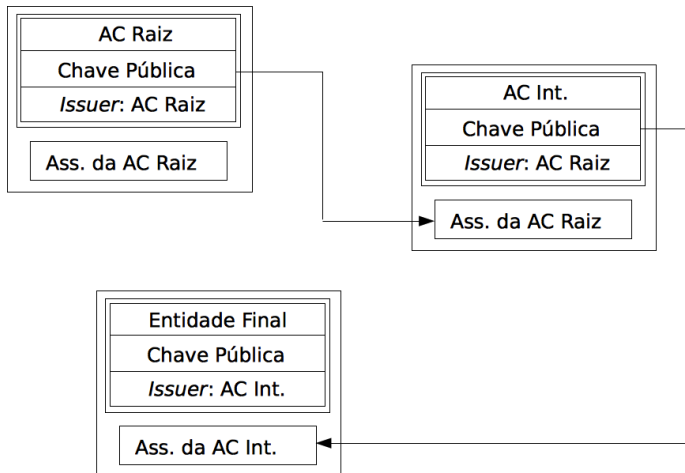 AC Raiz
Chave Pública
Issuer: AC Raiz
Ass. da AC Raiz
AC Int.
Chave Pública
Issuer: AC Raiz
Ass. da AC Raiz
Entidade Final
Chave Pública
Issuer: AC Int.
Ass. da AC Int.